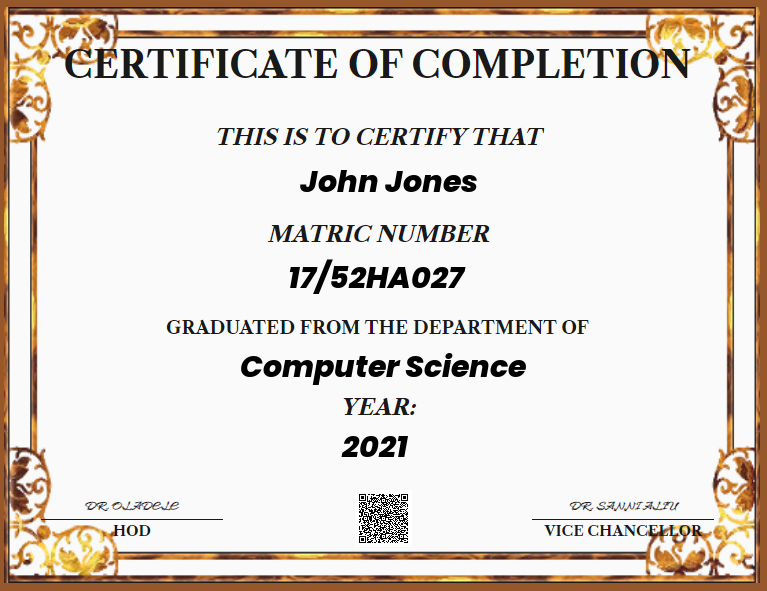 CERTIFICATE OF COMPLETION
THIS IS TO CERTIFY THAT
John Jones
MATRIC NUMBER
17/52HA027
GRADUATED FROM THE DEPARTMENT OF
Computer Science
YEAR:
2021
DR. OLADELE
HOD
DR. SANNI ALIU
VICE CHANCELLOR